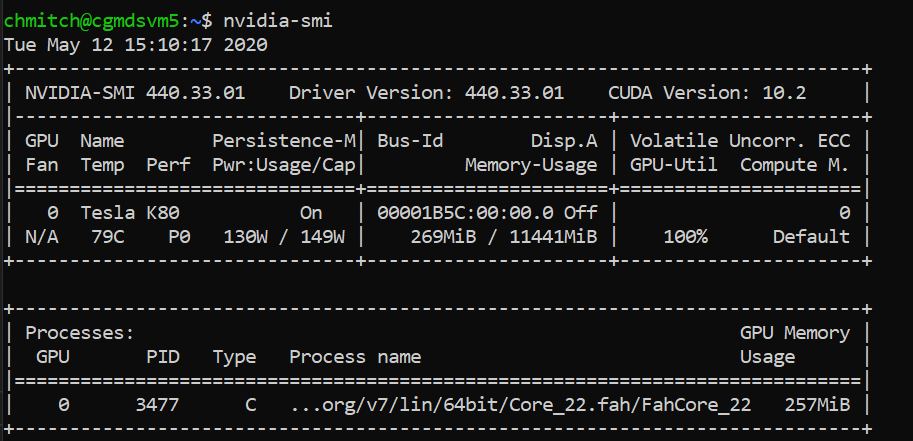 chmitch@cgmdsvm5:~$ nvidia-smi
Tue May 12 15:10:17 2020
+-----------------------------------------------------------------------------+
| NVIDIA-SMI 440.33.01    Driver Version: 440.33.01    CUDA Version: 10.2     |
|-------------------------------+----------------------+----------------------+
| GPU  Name        Persistence-M| Bus-Id        Disp.A | Volatile Uncorr. ECC |
| Fan  Temp  Perf  Pwr:Usage/Cap|         Memory-Usage | GPU-Util  Compute M. |
|===============================+======================+======================|
|   0  Tesla K80           On   | 00001B5C:00:00.0 Off |                    0 |
| N/A   79C    P0   130W / 149W |    269MiB / 11441MiB |    100%      Default |
+-------------------------------+----------------------+----------------------+

+-----------------------------------------------------------------------------+
| Processes:                                                       GPU Memory |
|  GPU       PID   Type   Process name                             Usage      |
|=============================================================================|
|    0      3477      C   ...org/v7/lin/64bit/Core_22.fah/FahCore_22   257MiB |
+-----------------------------------------------------------------------------+